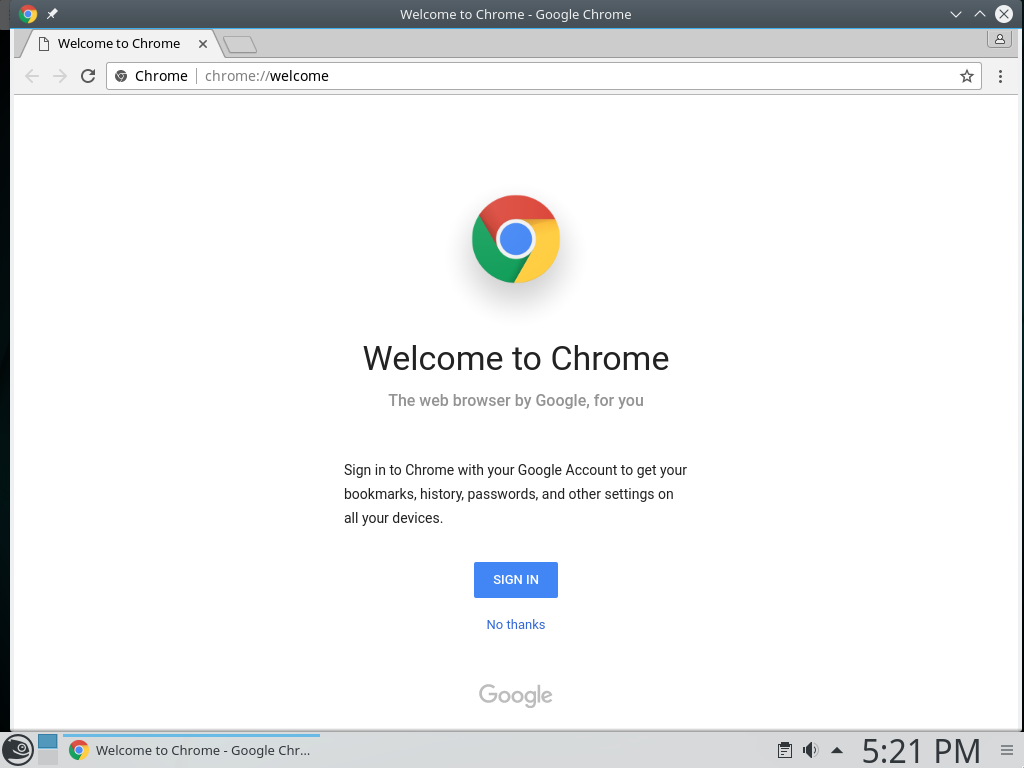 Welcome to Chrome - Google Chrome
Welcome to Chrome
Chrome
chrome://welcome
Welcome to Chrome
The web browser by Google, for you
Sign in to Chrome with your Google Account to get your
bookmarks, history, passwords, and other settings on
all your devices.
SIGN IN
No thanks
Google
Welcome to Chrome - Google Chr...
5:21 PM